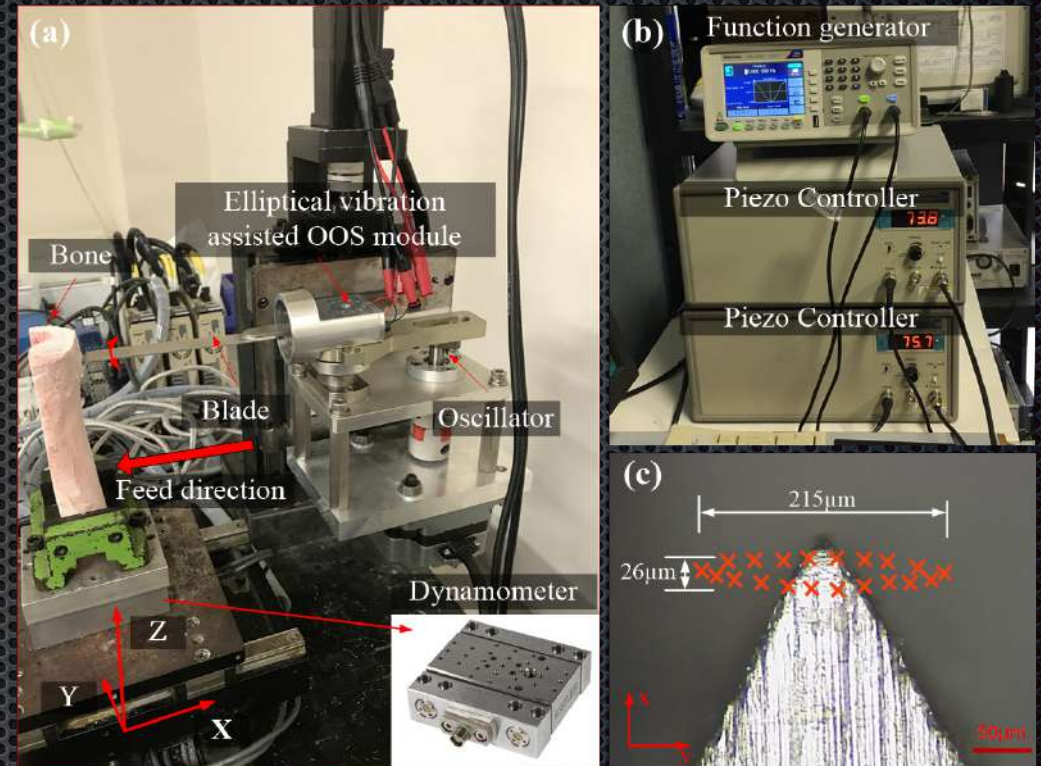 (a)
Elliptical vibration
assisted OOS module
Bone
Blade
Oscillator
Feed direction
Dynamometer
Z
Y
X
(b)
Function generator
Piezo Controller
73.8
Piezo Controller
75.7
(c)
215μm
26μm
X
50μm